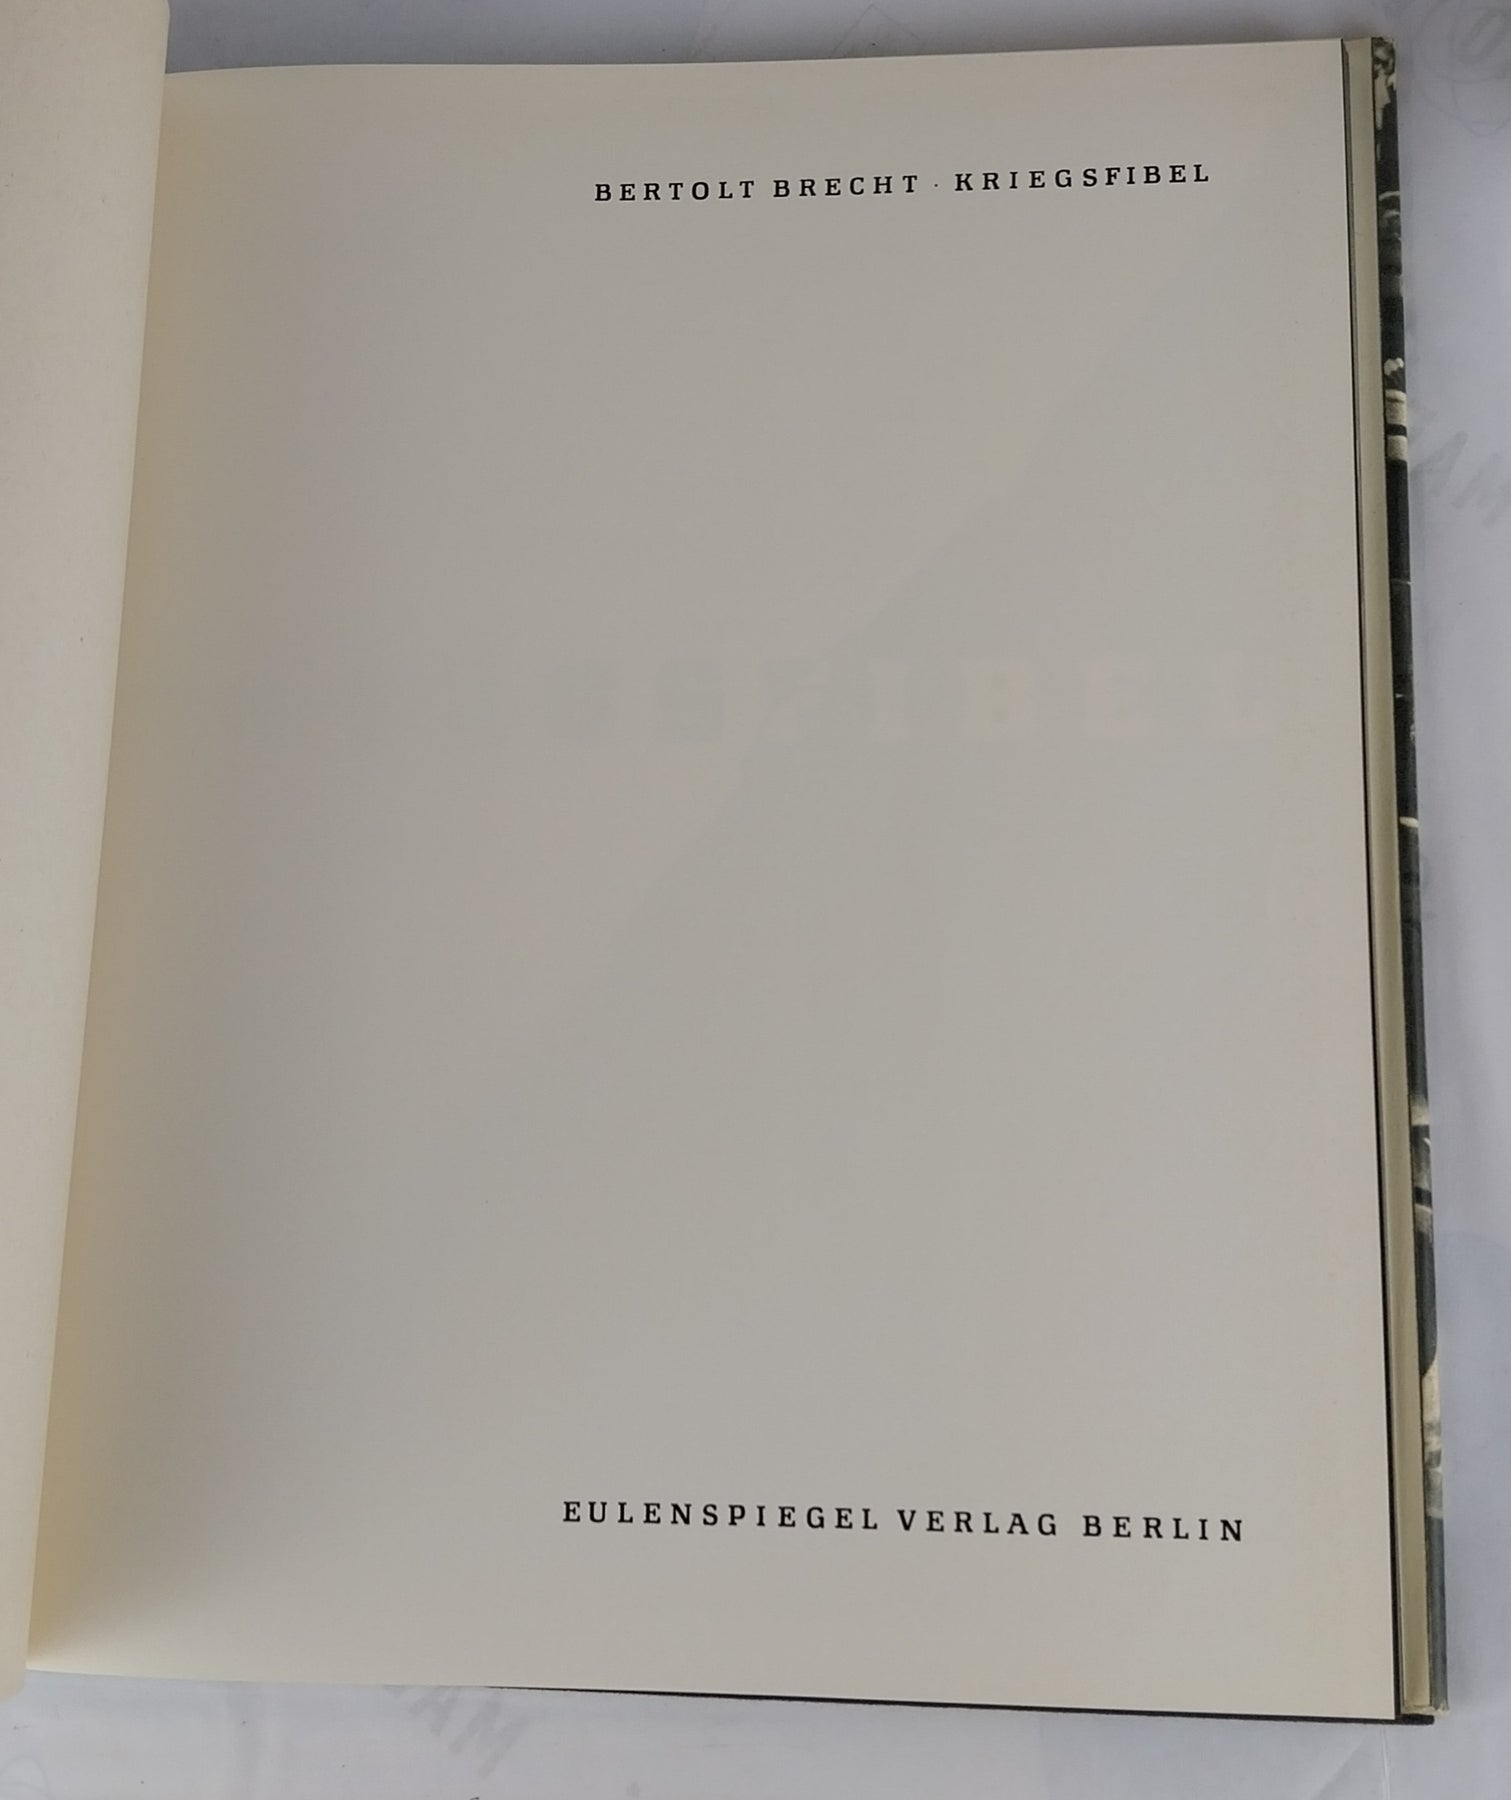 BERTOLT BRECHT · KRIEGSFIBEL
EULENSPIEGEL VERLAG BERLIN